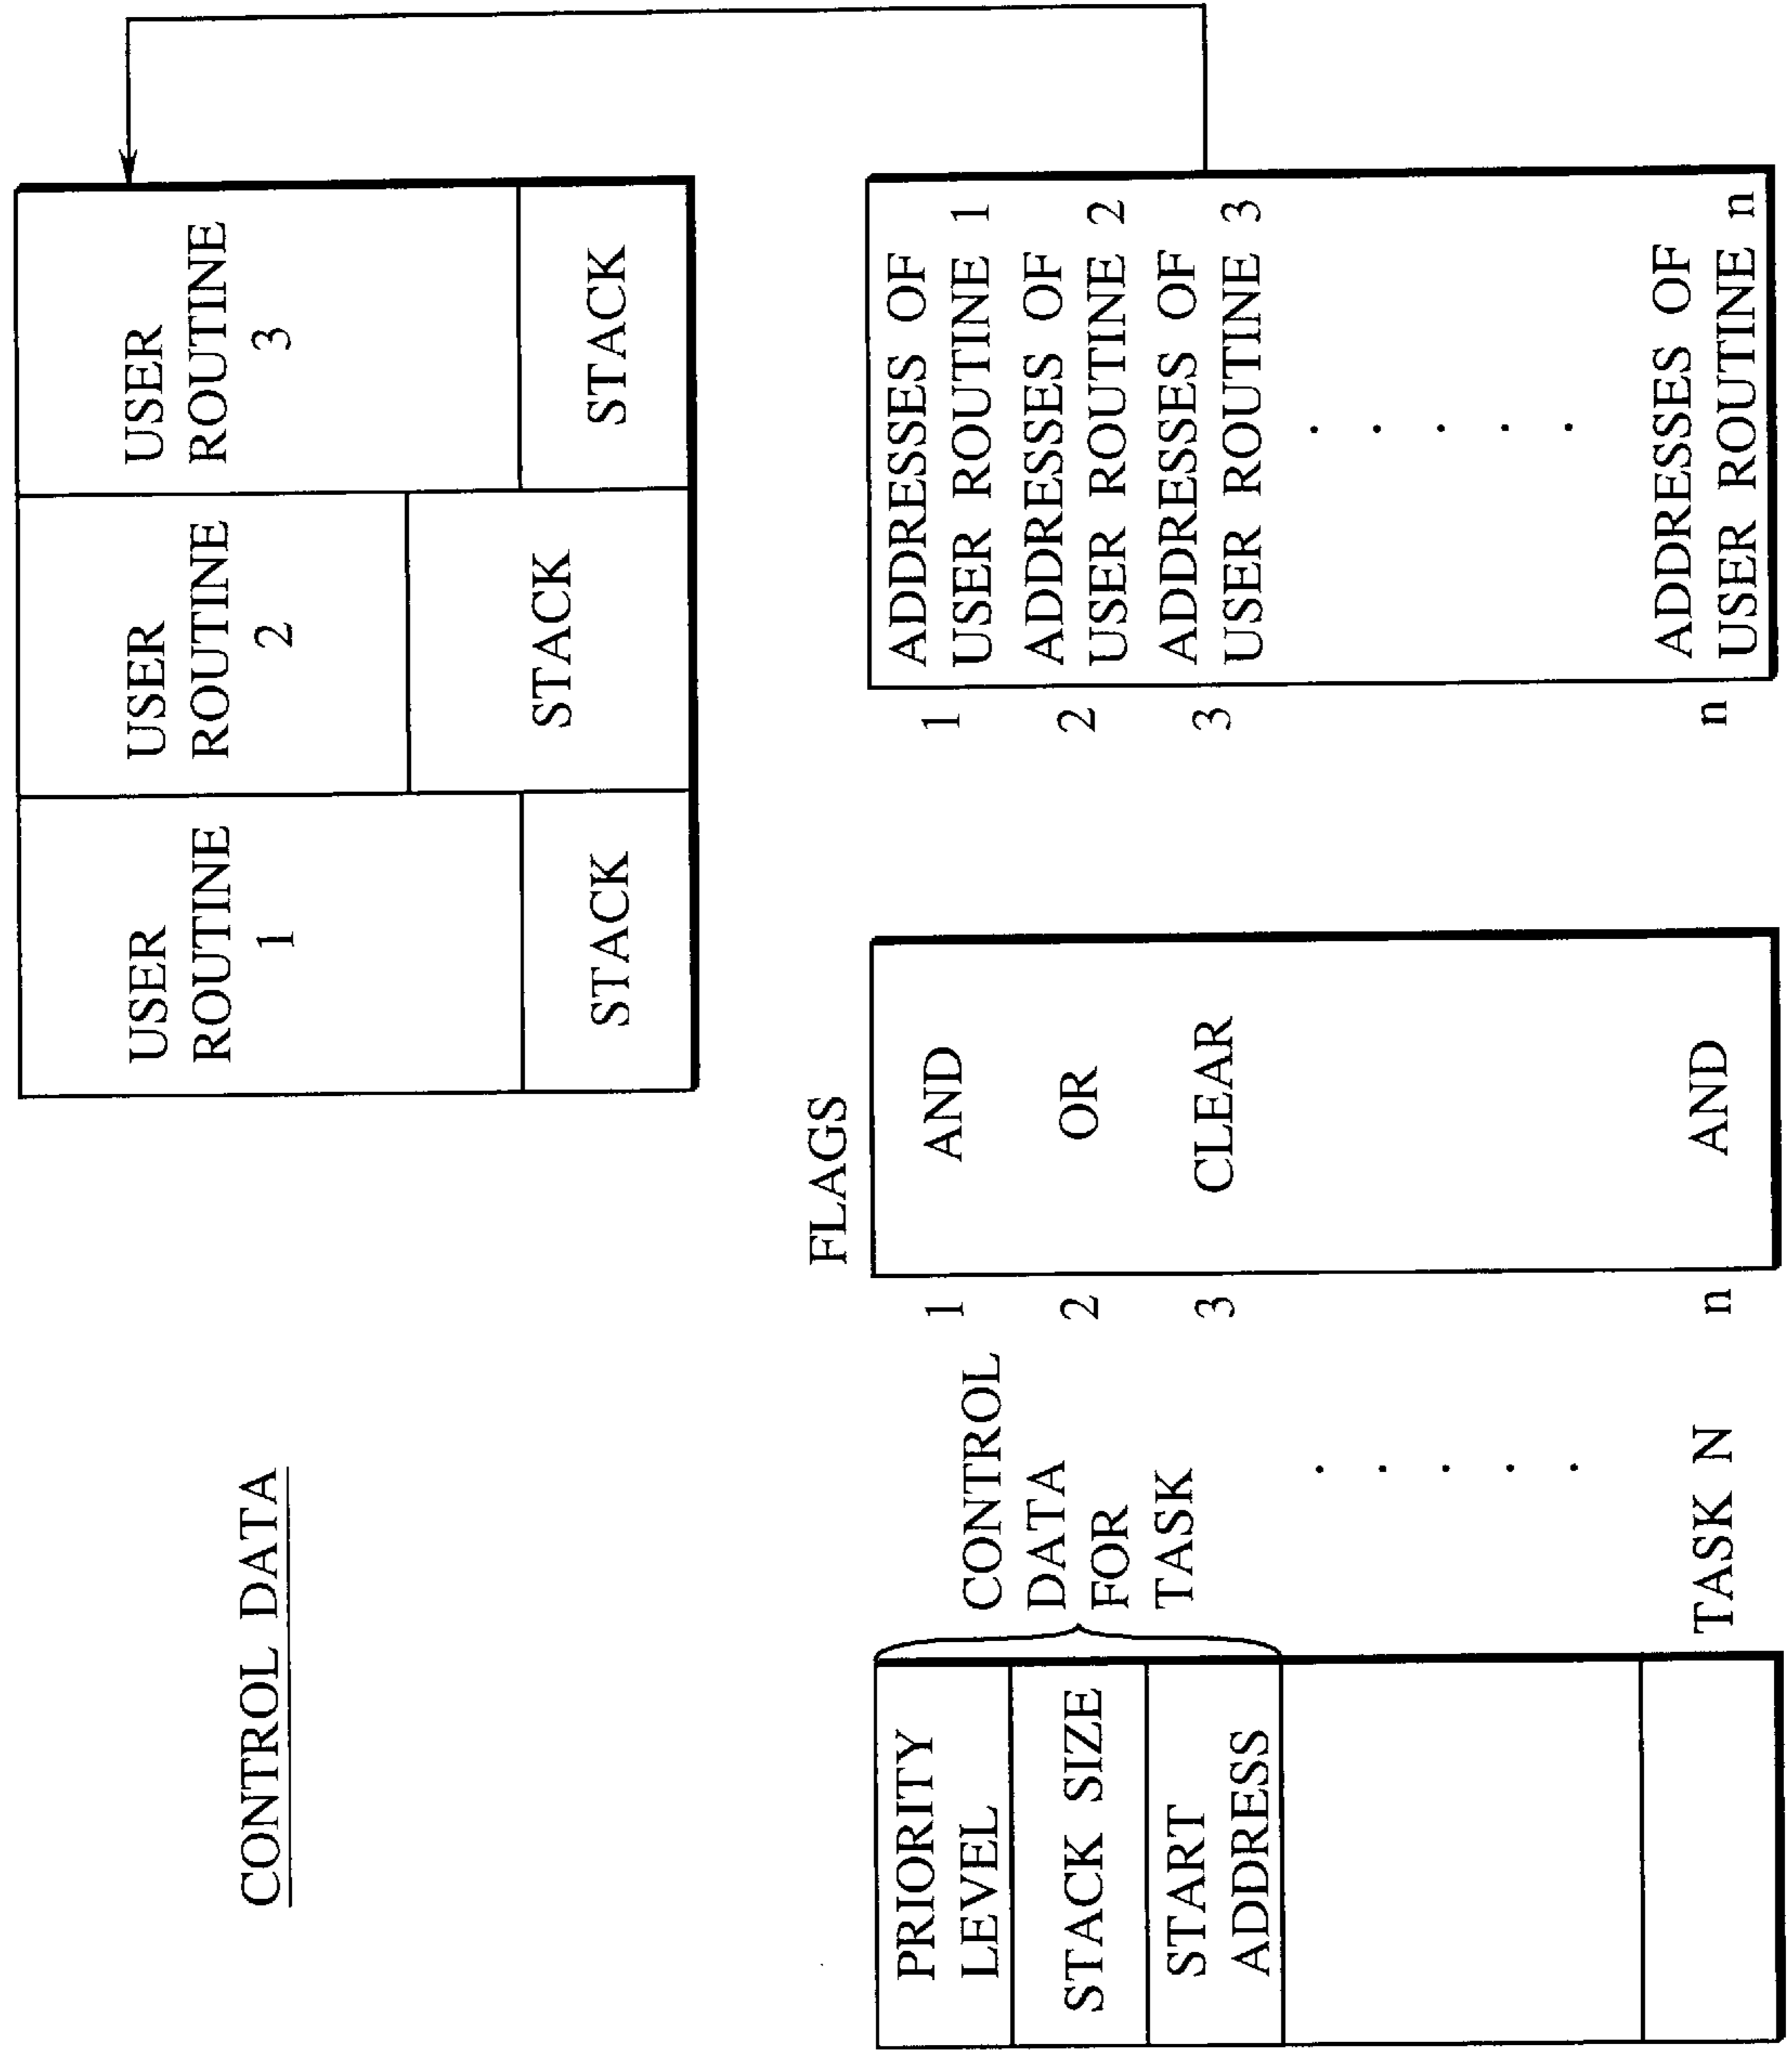 CONTROL DATA
USER
ROUTINE
1
STACK
USER
ROUTINE
2
STACK
USER
ROUTINE
3
STACK
PRIORITY
LEVEL
STACK SIZE
START
ADDRESS
CONTROL
DATA
FOR
TASK
. . . . .
TASK N
FLAGS
1 AND
2 OR
3 CLEAR
n AND
1 ADDRESSES OF
USER ROUTINE 1
2 ADDRESSES OF
USER ROUTINE 2
3 ADDRESSES OF
USER ROUTINE 3
. . . . .
n ADDRESSES OF
USER ROUTINE n